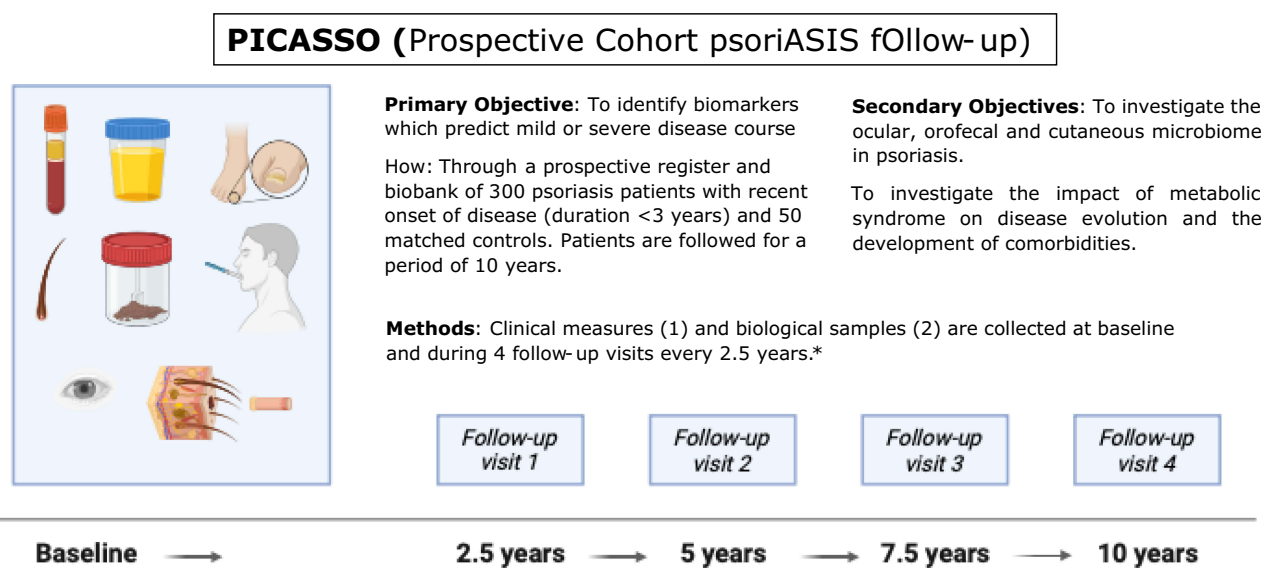 PICASSO (Prospective Cohort psoriASIS fOllow-up)
Primary Objective: To identify biomarkers
which predict mild or severe disease course
How: Through a prospective register and
biobank of 300 psoriasis patients with recent
onset of disease (duration <3 years) and 50
matched controls. Patients are followed for a
period of 10 years.
Secondary Objectives: To investigate the
ocular, orofecal and cutaneous microbiome
in psoriasis.
To investigate the impact of metabolic
syndrome on disease evolution and the
development of comorbidities.
Methods: Clinical measures (1) and biological samples (2) are collected at baseline
and during 4 follow-up visits every 2.5 years.*
Follow-up
visit 1
Follow-up
visit 2
Follow-up
visit 3
Follow-up
visit 4
Baseline
2.5 years
5 years
7.5 years
10 years